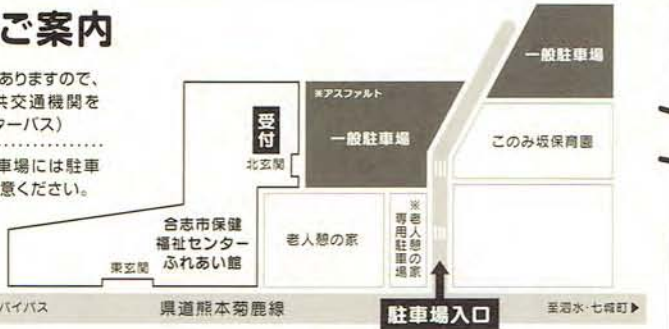 ご案内
ありますので、
共交通機関を
ターバス)
車場には駐車
意ください。
受付
北玄関
※アスファルト
一般駐車場
一般駐車場
このみ坂保育園
合志市保健
福祉センター
ふれあい館
東玄関
老人憩の家
※老人憩の家
専用駐車場
バイパス
県道熊本菊鹿線
駐車場入口
至泗水・七城町▶